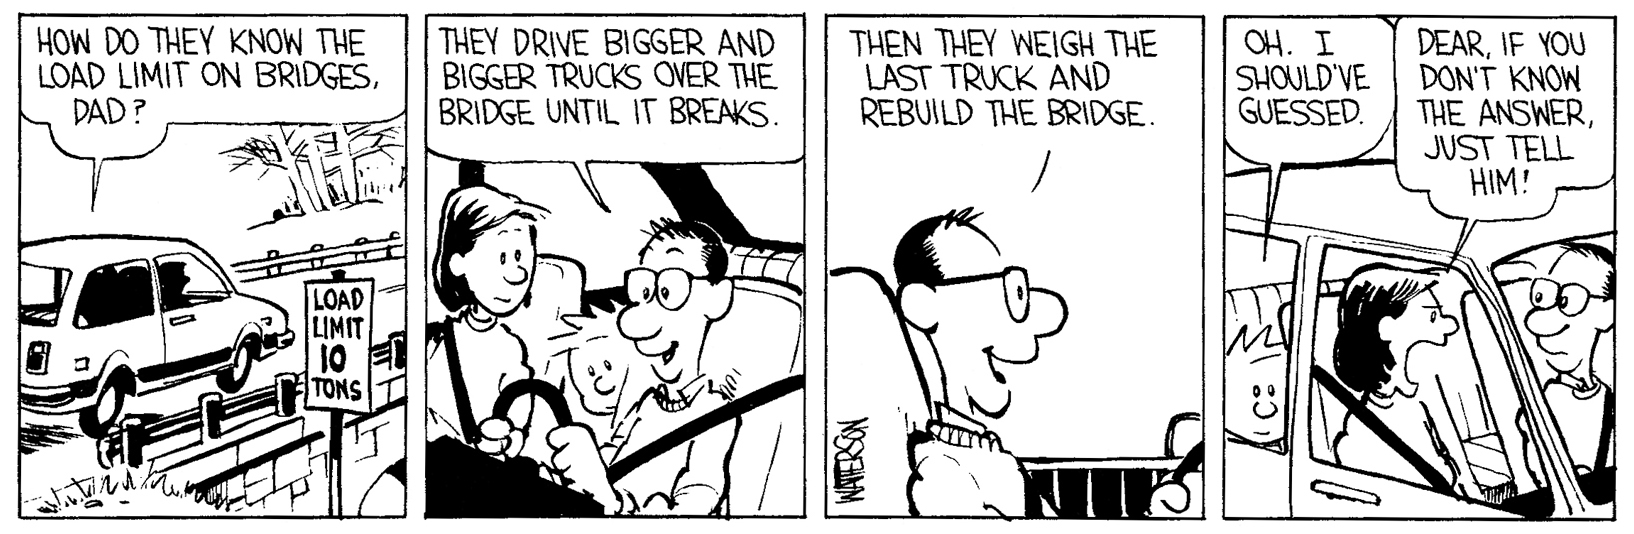 HOW DO THEY KNOW THE
LOAD LIMIT ON BRIDGES,
DAD?
LOAD
LIMIT
10
TONS
THEY DRIVE BIGGER AND
BIGGER TRUCKS OVER THE
BRIDGE UNTIL IT BREAKS.
THEN THEY WEIGH THE
LAST TRUCK AND
REBUILD THE BRIDGE.
WATTERSON
OH. I
SHOULD'VE
GUESSED.
DEAR, IF YOU
DON'T KNOW
THE ANSWER,
JUST TELL
HIM!